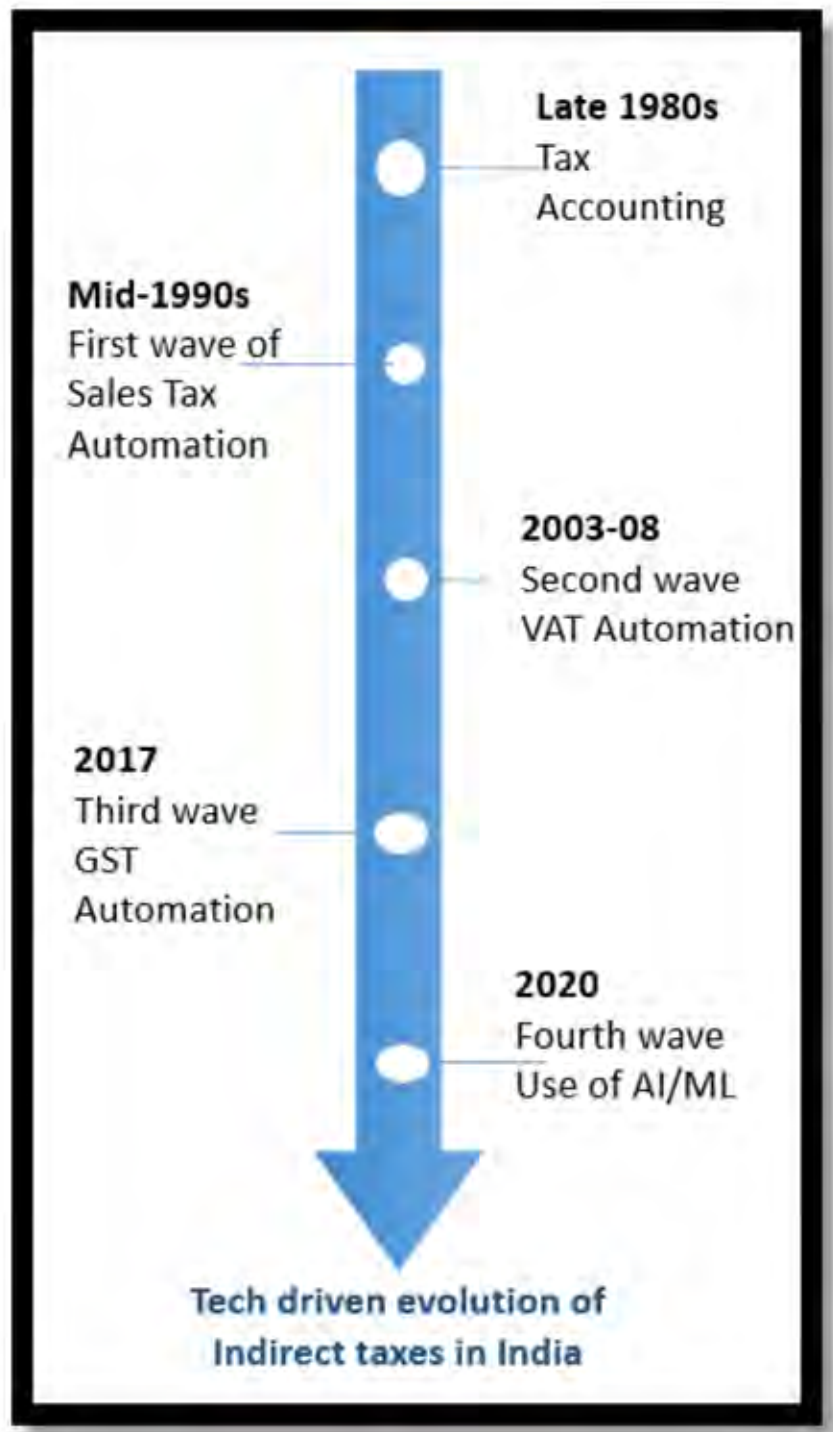 Late 1980s
Tax
Accounting
Mid-1990s
First wave of
Sales Tax
Automation
2003-08
Second wave
VAT Automation
2017
Third wave
GST
Automation
2020
Fourth wave
Use of AI/ML
Tech driven evolution of
Indirect taxes in India